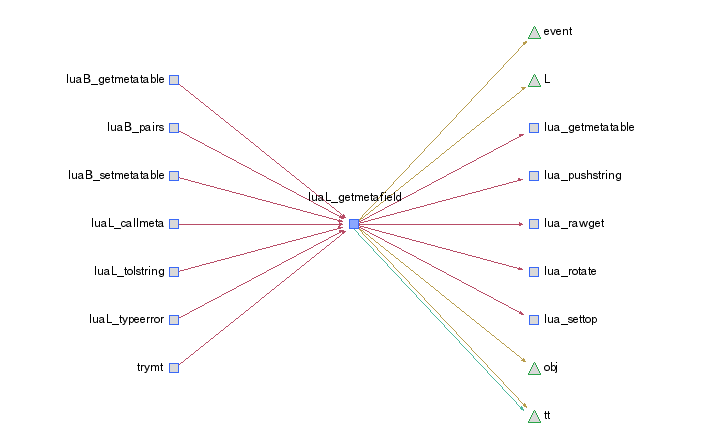 event
luaB_getmetatable
L
luaB_pairs
lua_getmetatable
luaB_setmetatable
lua_pushstring
luaL_getmetafield
luaL_callmeta
lua_rawget
luaL_tolstring
lua_rotate
luaL_typeerror
lua_settop
trymt
obj
tt